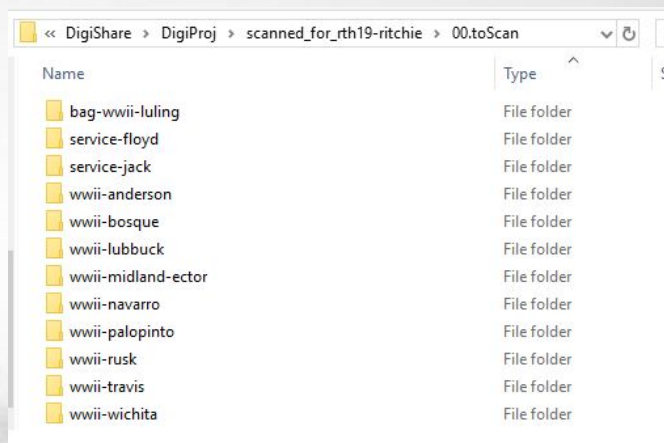 « DigiShare › DigiProj › scanned_for_rth19-ritchie › 00.toScan
Name Type
bag-wwii-luling File folder
service-floyd File folder
service-jack File folder
wwii-anderson File folder
wwii-bosque File folder
wwii-lubbuck File folder
wwii-midland-ector File folder
wwii-navarro File folder
wwii-palopinto File folder
wwii-rusk File folder
wwii-travis File folder
wwii-wichita File folder